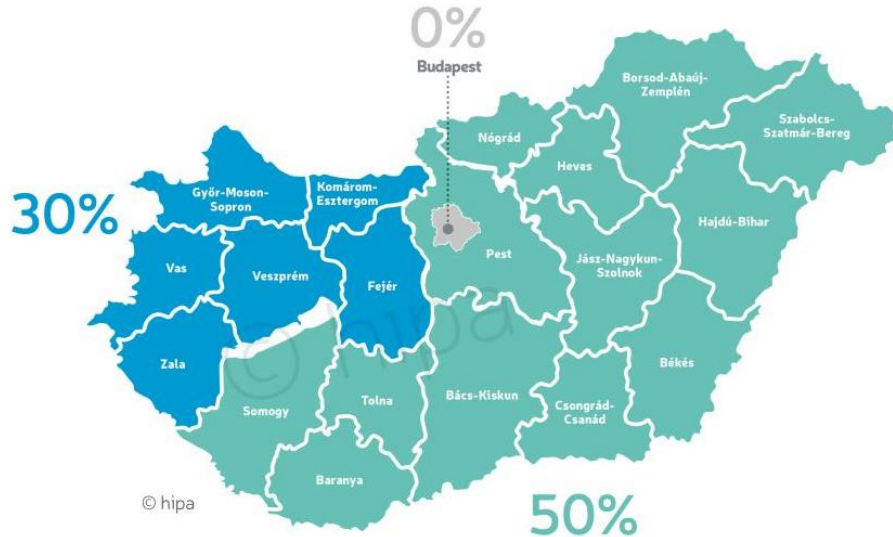 0%
Budapest
Borsod-Abaúj-
Zemplén
Szabolcs-
Szatmár-Bereg
Nógrád
Heves
Győr-Moson-
Sopron
Komárom-
Esztergom
30%
Hajdú-Bihar
Vas
Veszprém
Fejér
Pest
Jász-Nagykun-
Szolnok
Zala
Somogy
Tolna
Bács-Kiskun
Csongrád-
Csanád
Békés
Baranya
© hipa
© hipa
50%